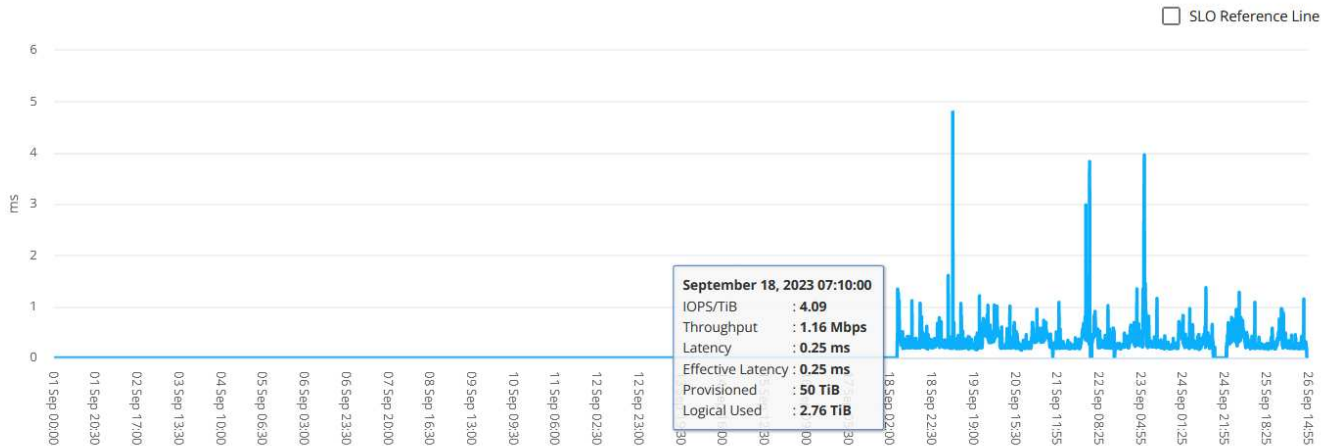 SLO Reference Line
6
5
4
3
2
1
0
ms
September 18, 2023 07:10:00
IOPS/TiB : 4.09
Throughput : 1.16 Mbps
Latency : 0.25 ms
Effective Latency : 0.25 ms
Provisioned : 50 TiB
Logical Used : 2.76 TiB
01 Sep 00:00
01 Sep 20:30
02 Sep 17:00
03 Sep 13:30
04 Sep 10:00
05 Sep 06:30
06 Sep 03:00
06 Sep 23:30
07 Sep 20:00
08 Sep 16:30
09 Sep 13:00
10 Sep 09:30
11 Sep 06:00
12 Sep 02:30
12 Sep 23:00
18 Sep 02:00
18 Sep 22:30
19 Sep 19:00
20 Sep 15:30
21 Sep 11:55
22 Sep 08:25
23 Sep 04:55
24 Sep 01:25
24 Sep 21:55
25 Sep 18:25
26 Sep 14:55